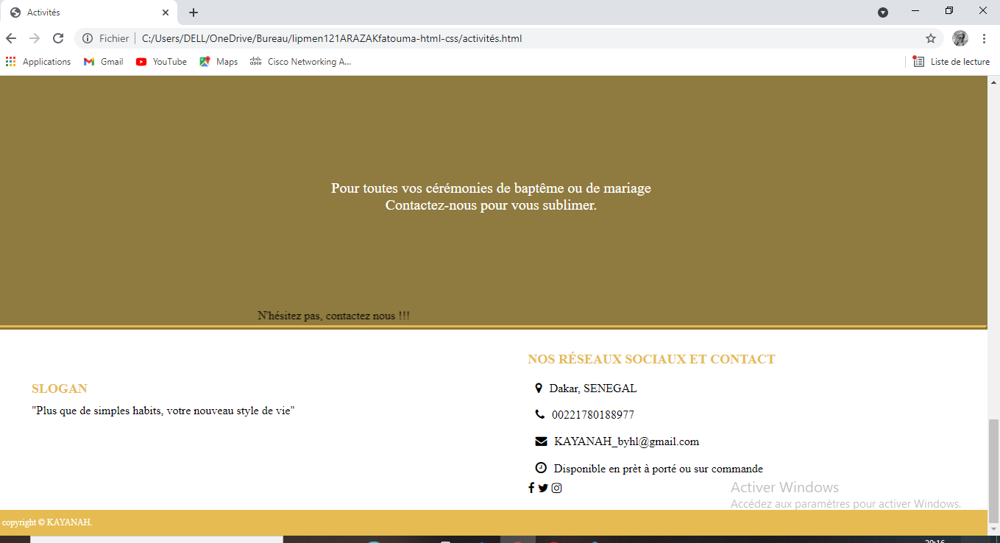 Activités
Fichier C:/Users/DELL/OneDrive/Bureau/lipmen121ARAZAKfatouma-html-css/activités.html
Applications Gmail YouTube Maps Cisco Networking A... Liste de lecture
Pour toutes vos cérémonies de baptême ou de mariage
Contactez-nous pour vous sublimer.
N'hésitez pas, contactez nous !!!
NOS RÉSEAUX SOCIAUX ET CONTACT
SLOGAN
"Plus que de simples habits, votre nouveau style de vie"
Dakar, SENEGAL
00221780188977
KAYANAH_byhl@gmail.com
Disponible en prèt à porté ou sur commande
Activer Windows
Accédez aux paramètres pour activer Windows.
copyright © KAYANAH.